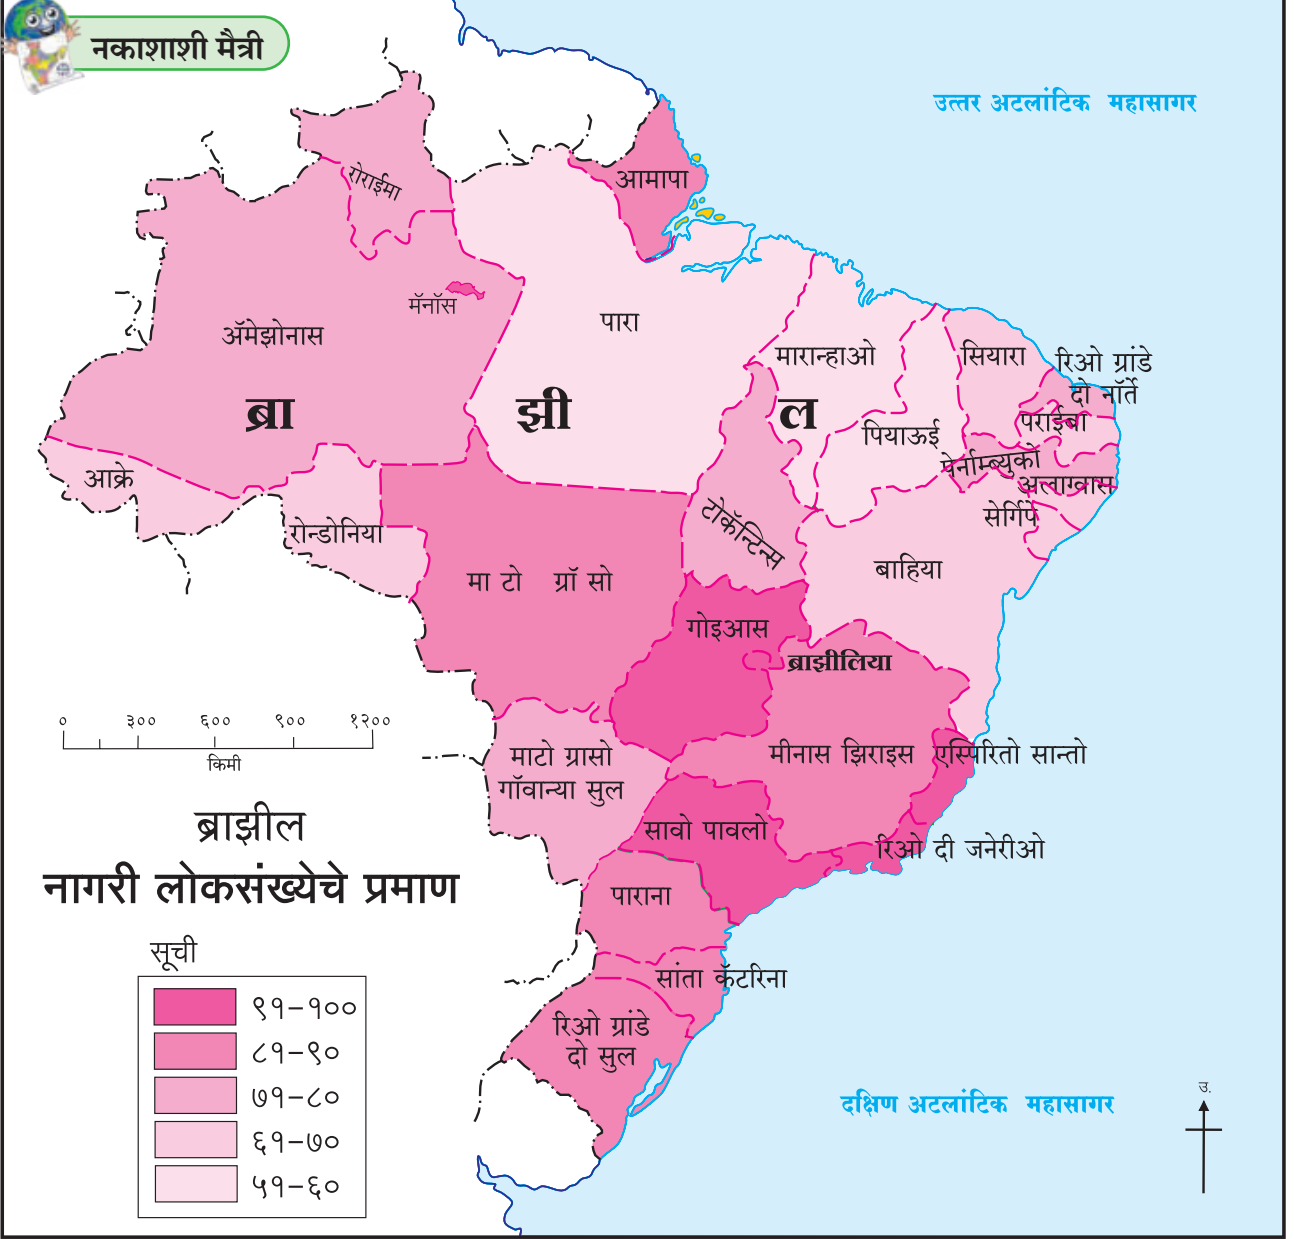 नकाशाशी मैत्री
उत्तर अटलांटिक महासागर
रोराईमा
आमापा
मॅनॉस
ॲमेझोनास
पारा
मारान्हाओ
सियारा
रिओ ग्रांडे
दो नॉर्ते
पराईबा
ब्रा झी ल
पियाऊई
पेर्नाम्ब्युको
अलाग्वास
आक्रे
सेर्गिपे
रोन्डोनिया
टोकॅन्टिन्स
मा टो ग्रॉ सो
बाहिया
गोइआस
ब्राझीलिया
० ३०० ६०० ९०० १२००
किमी
माटो ग्रासो
गॉवान्या सुल
मीनास झिराइस
एस्पिरितो सान्तो
सावो पावलो
रिओ दी जनेरीओ
ब्राझील
नागरी लोकसंख्येचे प्रमाण
पाराना
सांता कॅटरिना
रिओ ग्रांडे
दो सुल
सूची
९१–१००
८१–९०
७१–८०
६१–७०
५१–६०
दक्षिण अटलांटिक महासागर
उ.